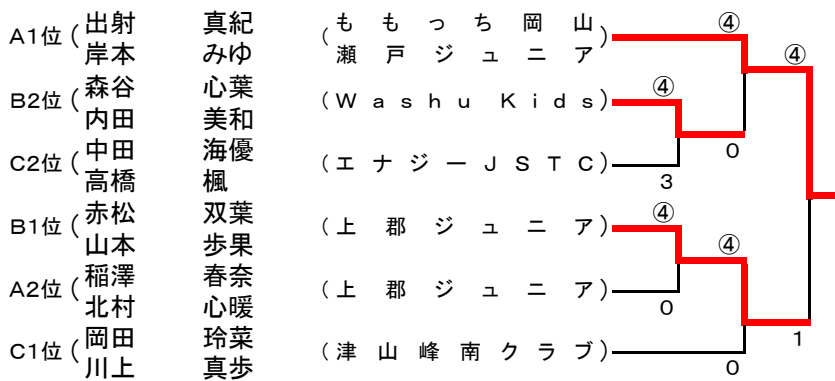 A1位 ( 出射 真紀 ( ももっち岡山 ) ④
岸本 みゆ 瀬戸ジュニア ④
B2位 ( 森谷 心葉 ( Washu Kids ) ④
内田 美和 0
C2位 ( 中田 海優 ( エナジーJSTC )
高橋 楓 3
B1位 ( 赤松 双葉 ( 上郡ジュニア ) ④
山本 歩果 ④
A2位 ( 稲澤 春奈 ( 上郡ジュニア )
北村 心暖 0
C1位 ( 岡田 玲菜 ( 津山峰南クラブ ) 1
川上 真歩 0